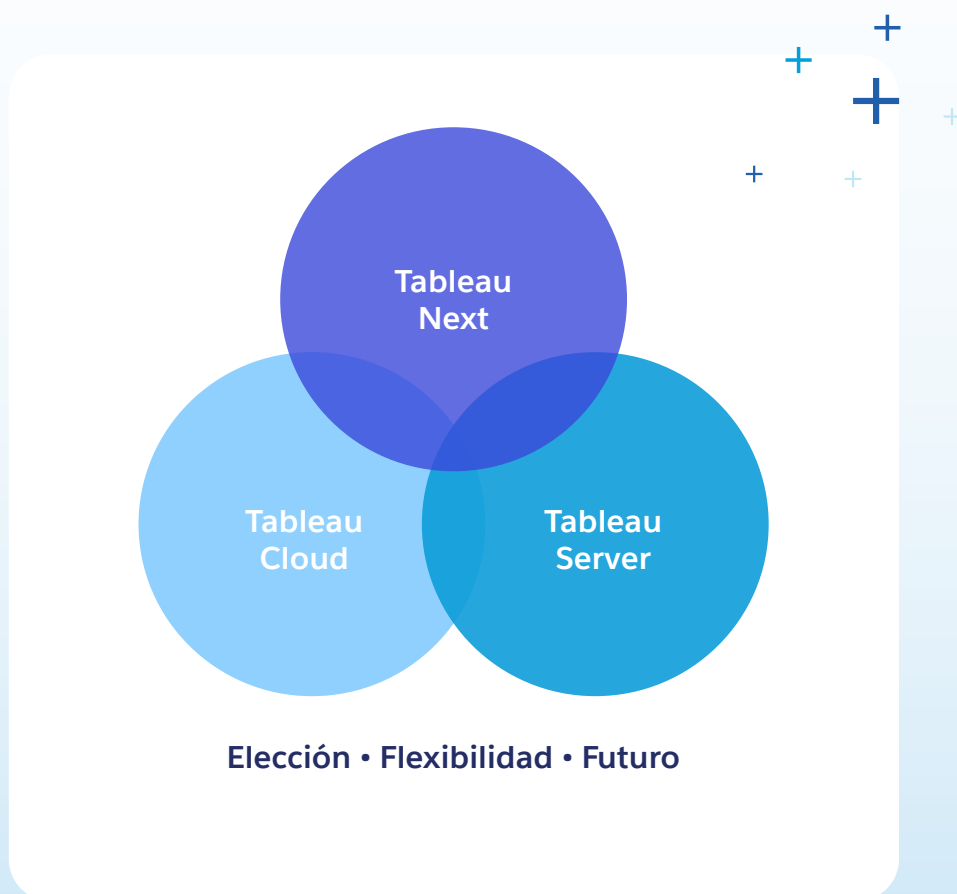 Tableau
Next
Tableau
Cloud
Tableau
Server
Elección • Flexibilidad • Futuro